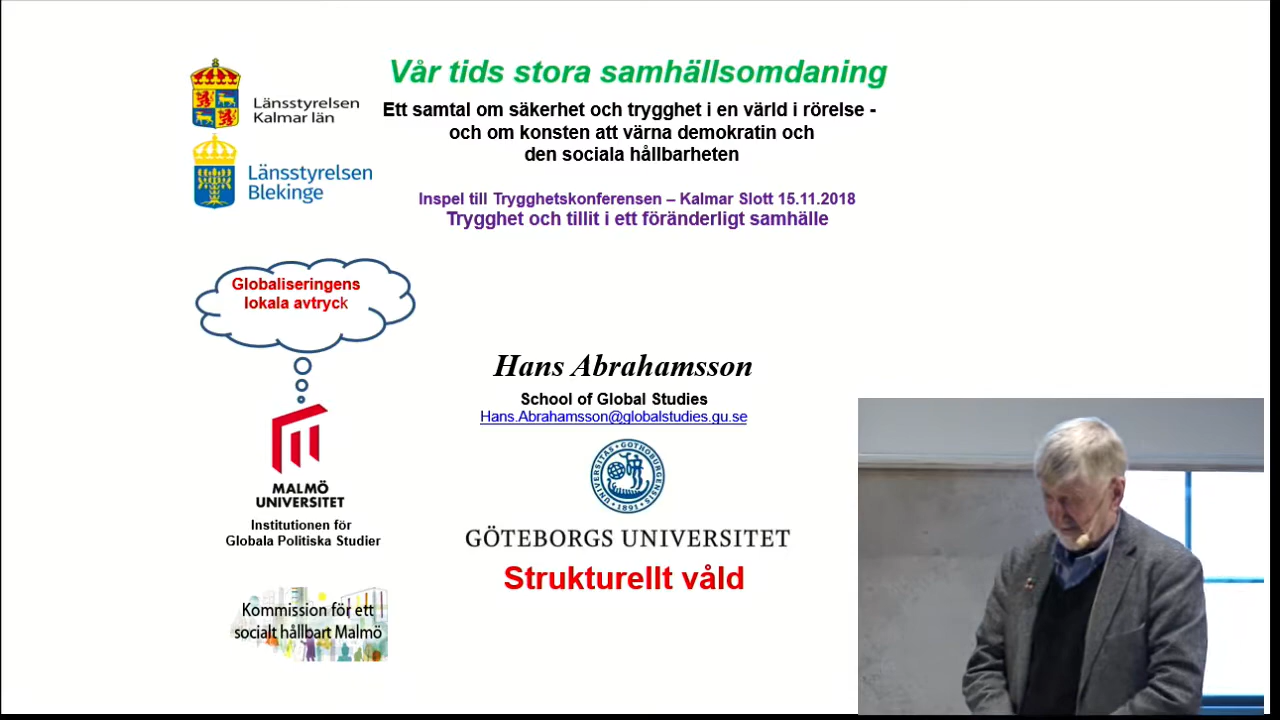 Vår tids stora samhällsomdaning
Länsstyrelsen
Kalmar län
Ett samtal om säkerhet och trygghet i en värld i rörelse -
och om konsten att värna demokratin och
den sociala hållbarheten
Länsstyrelsen
Blekinge
Inspel till Trygghetskonferensen – Kalmar Slott 15.11.2018
Trygghet och tillit i ett föränderligt samhälle
Globaliseringens
lokala avtryck
Hans Abrahamsson
School of Global Studies
Hans.Abrahamsson@globalstudies.gu.se
MALMÖ
UNIVERSITET
Institutionen för
Globala Politiska Studier
UNIVERSITAS GOTHOBURGENSIS
1891
GÖTEBORGS UNIVERSITET
Strukturellt våld
Kommission för ett
socialt hållbart Malmö